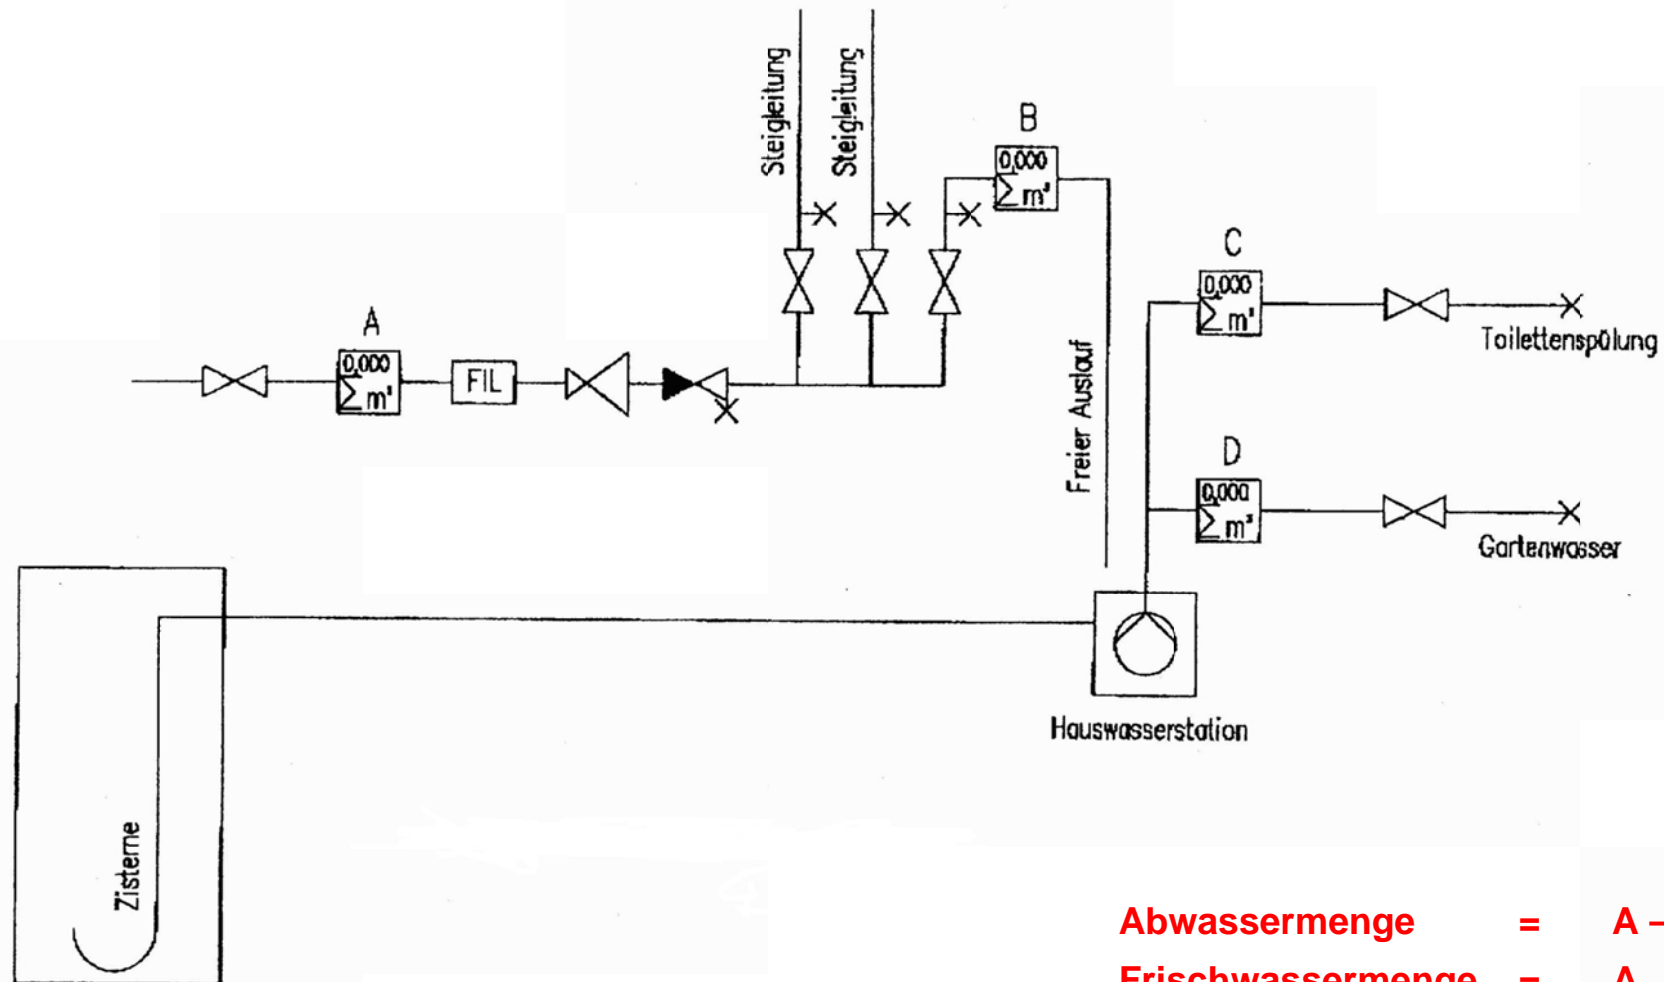 Steigleitung
Steigleitung
B
0,000
∑ m³
A
0,000
∑ m³
FIL
C
0,000
∑ m³
Toilettenspülung
Freier Auslauf
D
0,000
∑ m³
Gartenwasser
Hauswasserstation
Zisterne
Abwassermenge = A –
Frischwassermenge = A